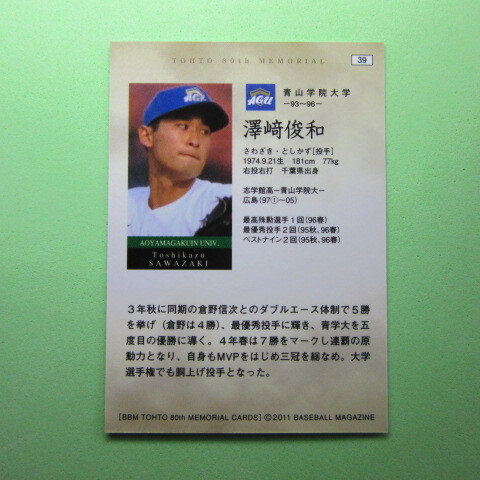 TOHTO 80th MEMORIAL
39
AGU
AGU
青山学院大学
−93〜96−
澤﨑俊和
さわざき・としかず[投手]
1974.9.21生 181cm 77kg
右投右打 千葉県出身
志学館高−青山学院大−
広島(97①〜05)
最高殊勲選手1回(96春)
最優秀投手2回(95秋、96春)
ベストナイン2回(95秋、96春)
AOYAMAGAKUIN UNIV.
Toshikazu
SAWAZAKI
3年秋に同期の倉野信次とのダブルエース体制で5勝
を挙げ(倉野は4勝)、最優秀投手に輝き、青学大を五
度目の優勝に導く。4年春は7勝をマークし連覇の原
動力となり、自身もMVPをはじめ三冠を総なめ。大学
選手権でも胴上げ投手となった。
[BBM TOHTO 80th MEMORIAL CARDS] ©2011 BASEBALL MAGAZINE